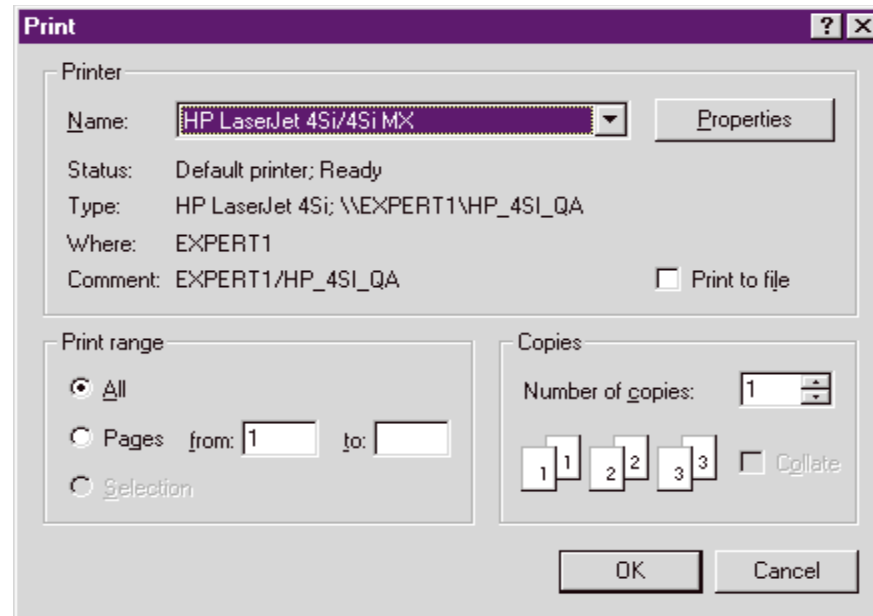 Print
Printer
Name: HP LaserJet 4Si/4Si MX Properties
Status: Default printer; Ready
Type: HP LaserJet 4Si; \\EXPERT1\HP_4SI_QA
Where: EXPERT1
Comment: EXPERT1/HP_4SI_QA Print to file
Print range
All
Pages from: 1 to:
Selection
Copies
Number of copies: 1
1 1 2 2 3 3 Collate
OK Cancel